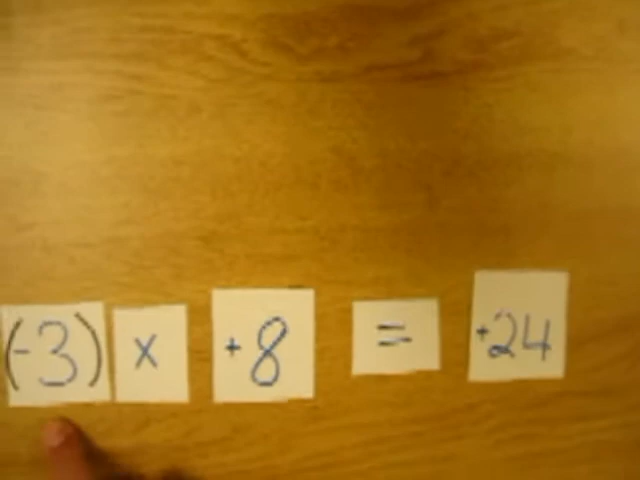 (-3) x +8 = +24